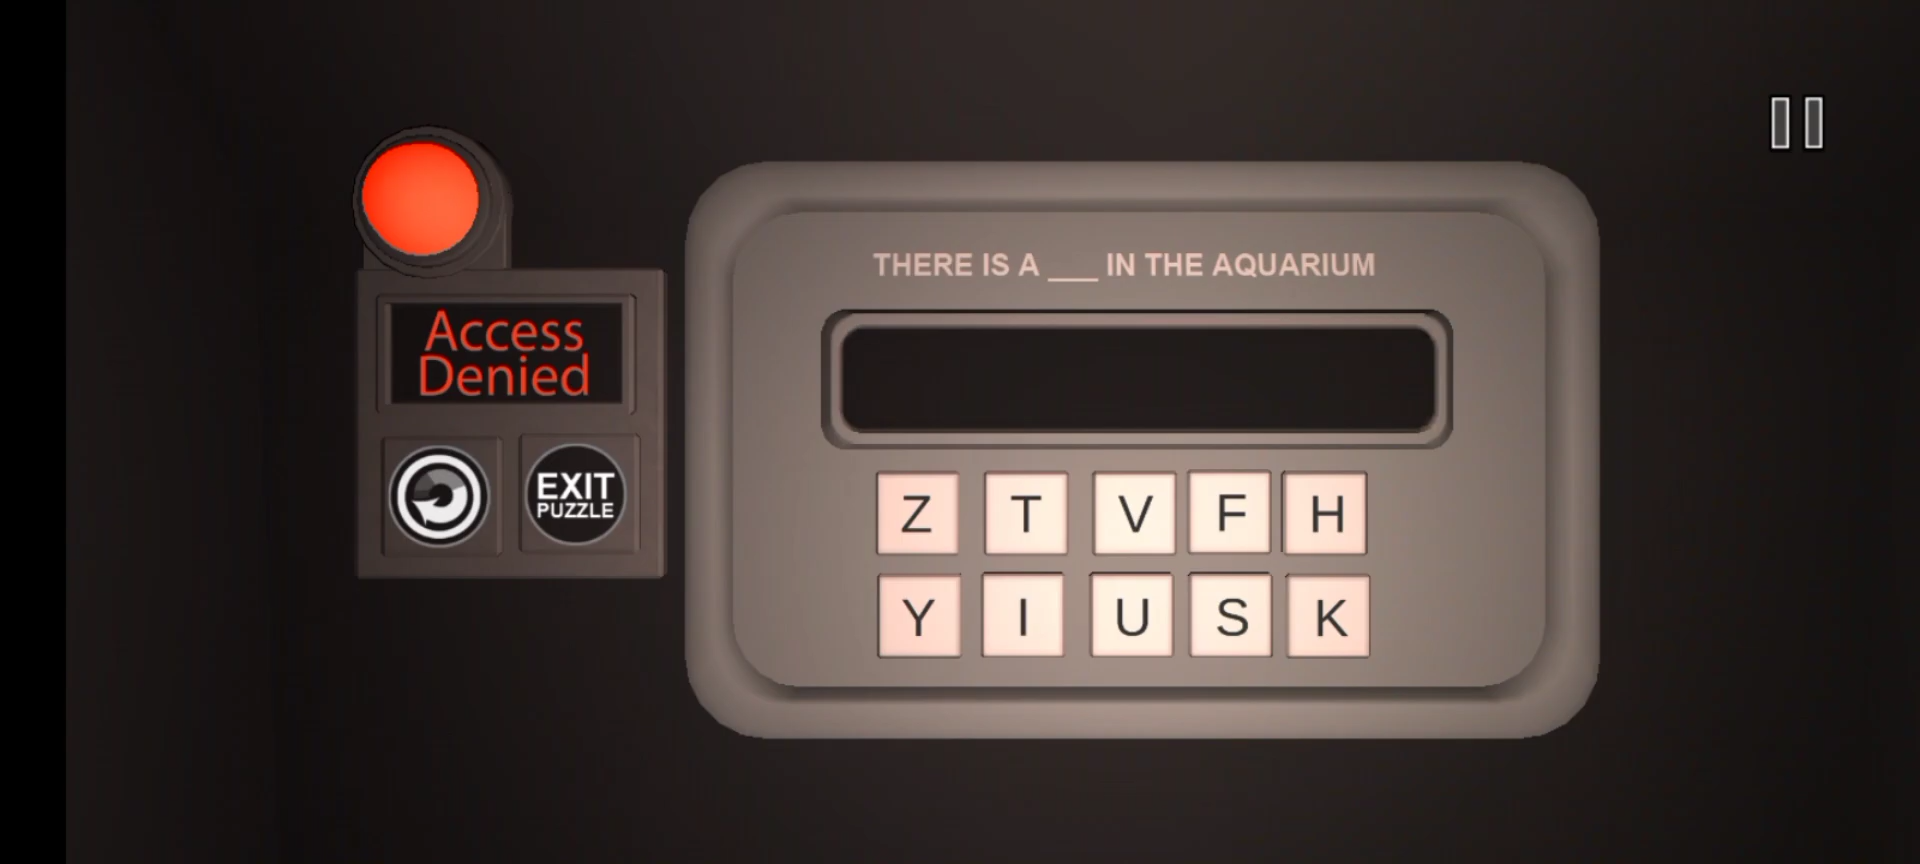 Access
Denied
EXIT
PUZZLE
THERE IS A ___ IN THE AQUARIUM
Z T V F H
Y I U S K